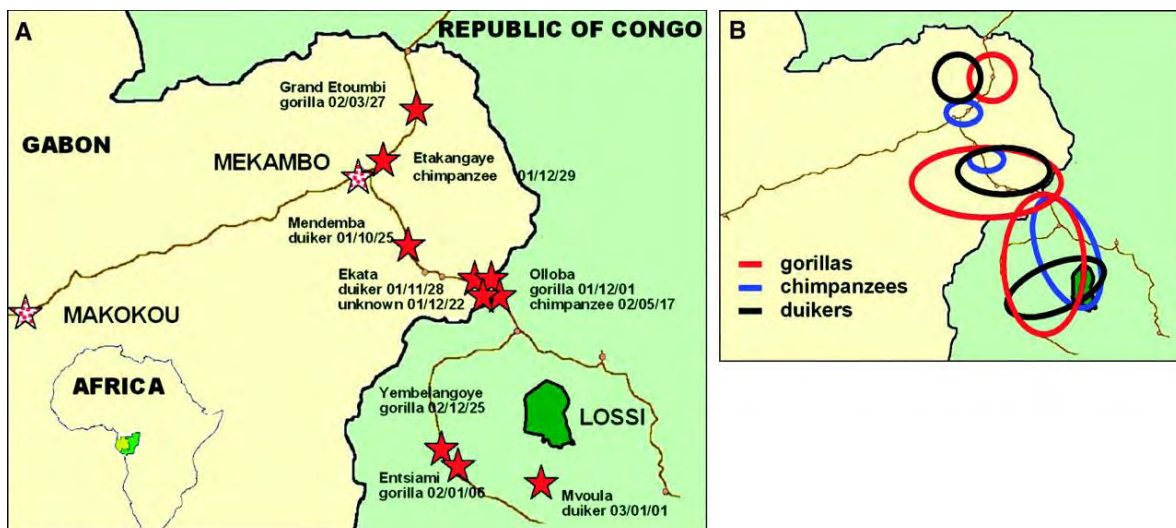 A
REPUBLIC OF CONGO
Grand Etoumbi
gorilla 02/03/27
GABON
MEKAMBO
Etakangaye
chimpanzee 01/12/29
Mendemba
duiker 01/10/25
Ekata
duiker 01/11/28
unknown 01/12/22
Olloba
gorilla 01/12/01
chimpanzee 02/05/17
MAKOKOU
AFRICA
Yembelangoye
gorilla 02/12/25
LOSSI
Entsiami
gorilla 02/01/06
Mvoula
duiker 03/01/01
B
gorillas
chimpanzees
duikers